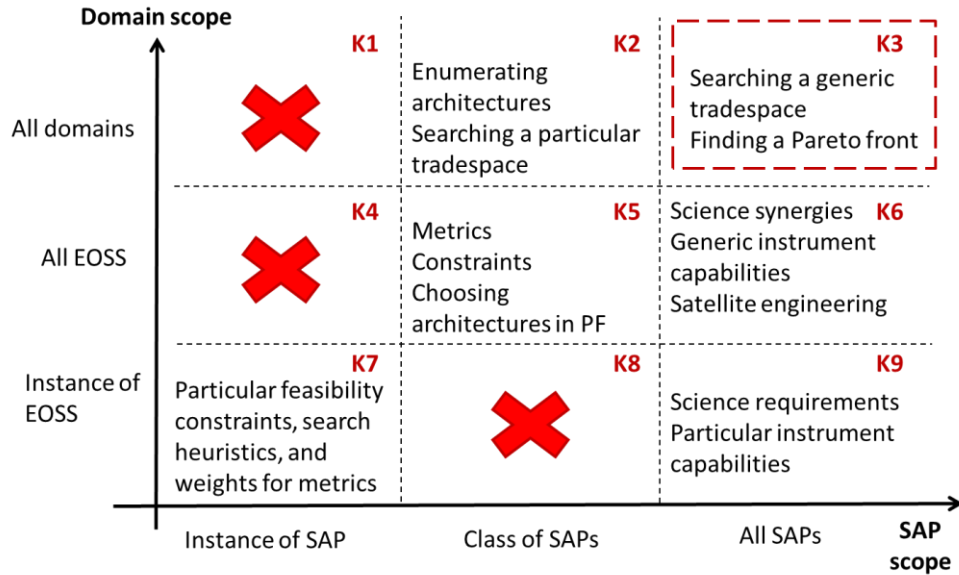 Domain scope
K1
K2
K3
All domains
Enumerating
architectures
Searching a particular
tradespace
Searching a generic
tradespace
Finding a Pareto front
K4
K5
K6
All EOSS
Metrics
Constraints
Choosing
architectures in PF
Science synergies
Generic instrument
capabilities
Satellite engineering
K7
K8
K9
Instance of
EOSS
Particular feasibility
constraints, search
heuristics, and
weights for metrics
Science requirements
Particular instrument
capabilities
Instance of SAP
Class of SAPs
All SAPs
SAP
scope